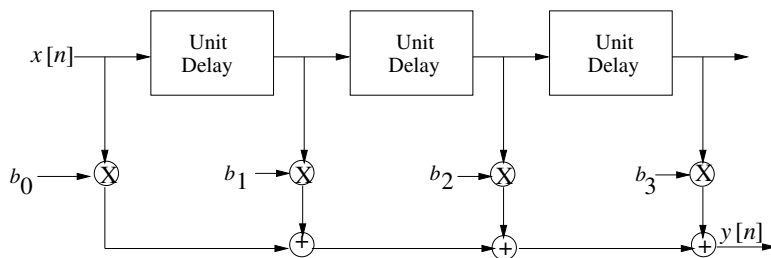 x[n]
Unit
Delay
Unit
Delay
Unit
Delay
b0
X
b1
X
b2
X
b3
X
+
+
+
y[n]